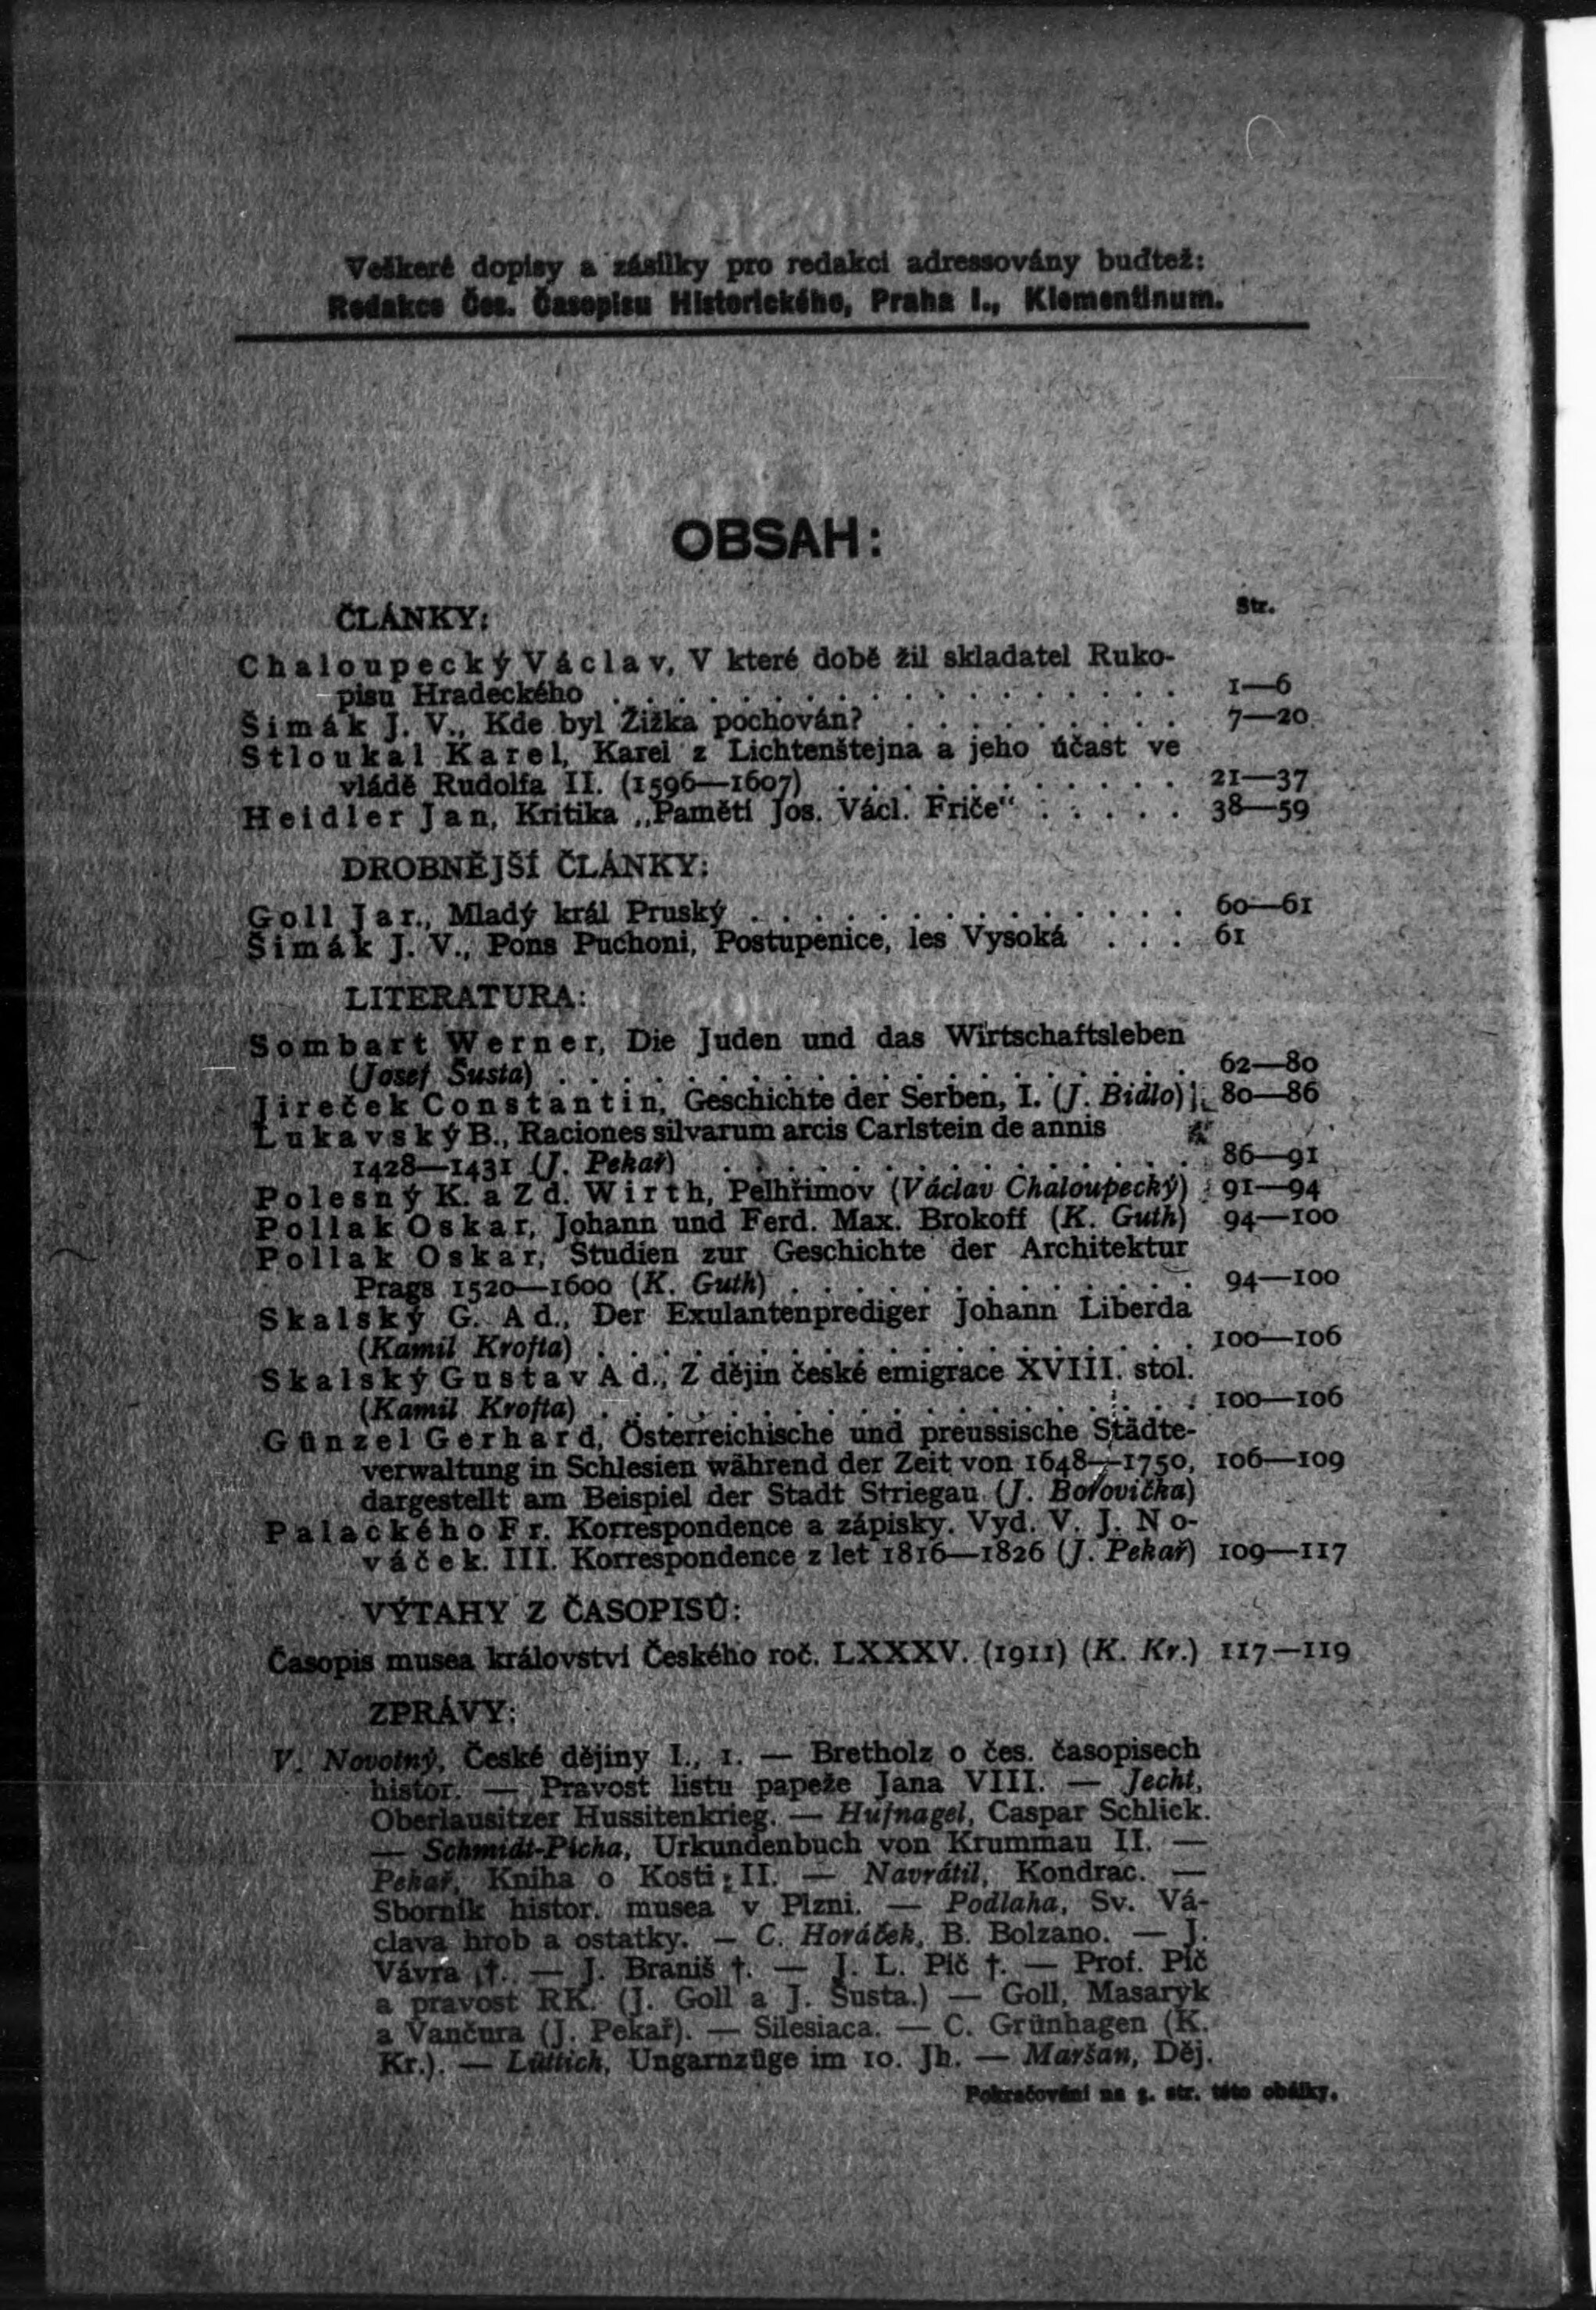 Veškeré dopisy a zásilky pro redakci adressovány buďtež:
Redakce Čes. Časopisu Historického, Praha I., Klementinum.
OBSAH:
ČLÁNKY:
Str.
Chaloupecký Václav, V které době žil skladatel Ruko-
pisu Hradeckého . . . . . . . . . . . . . . . . . . 1—6
Šimák J. V., Kde byl Žižka pochován? . . . . . . . . . 7—20
Stloukal Karel, Karel z Lichtenštejna a jeho účast ve
vládě Rudolfa II. (1596—1607) . . . . . . . . . . . 21—37
Heidler Jan, Kritika „Pamětí Jos. Václ. Friče“ . . . . . 38—59
DROBNĚJŠÍ ČLÁNKY:
Goll Jar., Mladý král Pruský . . . . . . . . . . . . . . 60—61
Šimák J. V., Pons Puchoni, Postupenice, les Vysoká . . . 61
LITERATURA:
Sombart Werner, Die Juden und das Wirtschaftsleben
(Josef Šusta) . . . . . . . . . . . . . . . . . . . . 62—80
Jireček Constantin, Geschichte der Serben, I. (J. Bidlo) . 80—86
Lukavský B., Raciones silvarum arcis Carlstein de annis
1428—1431 (J. Pekař) . . . . . . . . . . . . . . . 86—91
Polesný K. a Zd. Wirth, Pelhřimov (Václav Chaloupecký) : 91—94
Pollak Oskar, Johann und Ferd. Max. Brokoff (K. Guth) 94—100
Pollak Oskar, Studien zur Geschichte der Architektur
Prags 1520—1600 (K. Guth) . . . . . . . . . . . . . 94—100
Skalský G. Ad., Der Exulantenprediger Johann Liberda
(Kamil Krofta) . . . . . . . . . . . . . . . . . . . 100—106
Skalský Gustav Ad., Z dějin české emigrace XVIII. stol.
(Kamil Krofta) . . . . . . . . . . . . . . . . . . . 100—106
Günzel Gerhard, Österreichische und preussische Städte-
verwaltung in Schlesien während der Zeit von 1648—1750, 106—109
dargestellt am Beispiel der Stadt Striegau (J. Borovička)
Palackého Fr. Korrespondence a zápisky. Vyd. V. J. No-
váček. III. Korrespondence z let 1816—1826 (J. Pekař) 109—117
VÝTAHY Z ČASOPISŮ:
Časopis musea království Českého roč. LXXXV. (1911) (K. Kr.) 117—119
ZPRÁVY:
V. Novotný, České dějiny I., 1. — Bretholz o čes. časopisech
histor. — Pravost listu papeže Jana VIII. — Jecht,
Oberlausitzer Hussitenkrieg. — Hufnagel, Caspar Schlick.
— Schmidt-Picha, Urkundenbuch von Krummau II. —
Pekař, Kniha o Kosti II. — Navrátil, Kondrac. —
Sborník histor. musea v Plzni. — Podlaha, Sv. Vá-
clava hrob a ostatky. — C. Horáček, B. Bolzano. — J.
Vávra †. — J. Braniš †. — J. L. Píč †. — Prof. Píč
a pravost RK. (J. Goll a J. Šusta.) — Goll, Masaryk
a Vančura (J. Pekař). — Silesiaca. — C. Grünhagen (K.
Kr.). — Lüttich, Ungarnzüge im 10. Jh. — Maršan, Děj.
Pokračování na 3. str. této obálky.